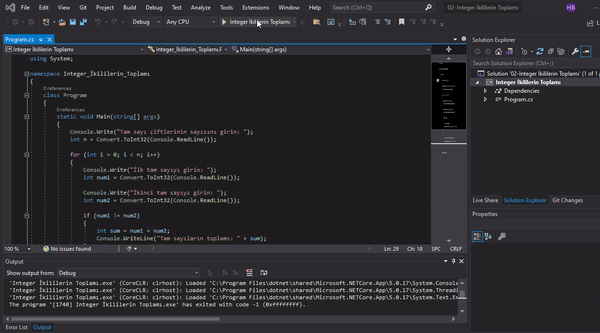 File Edit View Git Project Build Debug Test Analyze Tools Extensions Window Help Search (Ctrl+Q) 02-Integer İkililerin Toplamı HB
Debug Any CPU Integer İkililerin Toplamı
Program.cs
Integer İkililerin Toplamı Integer_İkililerin_Toplamı.F Main(string[] args)
using System;
namespace Integer_İkililerin_Toplamı
{
0 references
class Program
{
0 references
static void Main(string[] args)
{
Console.Write("Tam sayı çiftlerinin sayısını girin: ");
int n = Convert.ToInt32(Console.ReadLine());
for (int i = 0; i < n; i++)
{
Console.Write("İlk tam sayıyı girin: ");
int num1 = Convert.ToInt32(Console.ReadLine());
Console.Write("İkinci tam sayıyı girin: ");
int num2 = Convert.ToInt32(Console.ReadLine());
if (num1 != num2)
{
int sum = num1 + num2;
Console.WriteLine("Tam sayıların toplamı: " + sum);
100 % No issues found Ln: 29 Ch: 18 SPC CRLF
Output
Show output from: Debug
'Integer İkililerin Toplamı.exe' (CoreCLR: clrhost): Loaded 'C:\Program Files\dotnet\shared\Microsoft.NETCore.App\5.0.17\System.Console
'Integer İkililerin Toplamı.exe' (CoreCLR: clrhost): Loaded 'C:\Program Files\dotnet\shared\Microsoft.NETCore.App\5.0.17\System.Threadi
'Integer İkililerin Toplamı.exe' (CoreCLR: clrhost): Loaded 'C:\Program Files\dotnet\shared\Microsoft.NETCore.App\5.0.17\System.Text.En
The program '[1740] Integer İkililerin Toplamı.exe' has exited with code -1 (0xffffffff).
Error List Output
Solution Explorer
Search Solution Explorer (Ctrl+;)
Solution '02-Integer İkililerin Toplamı' (1 of 1 p
Integer İkililerin Toplamı
Dependencies
Program.cs
Live Share Solution Explorer Git Changes
Properties